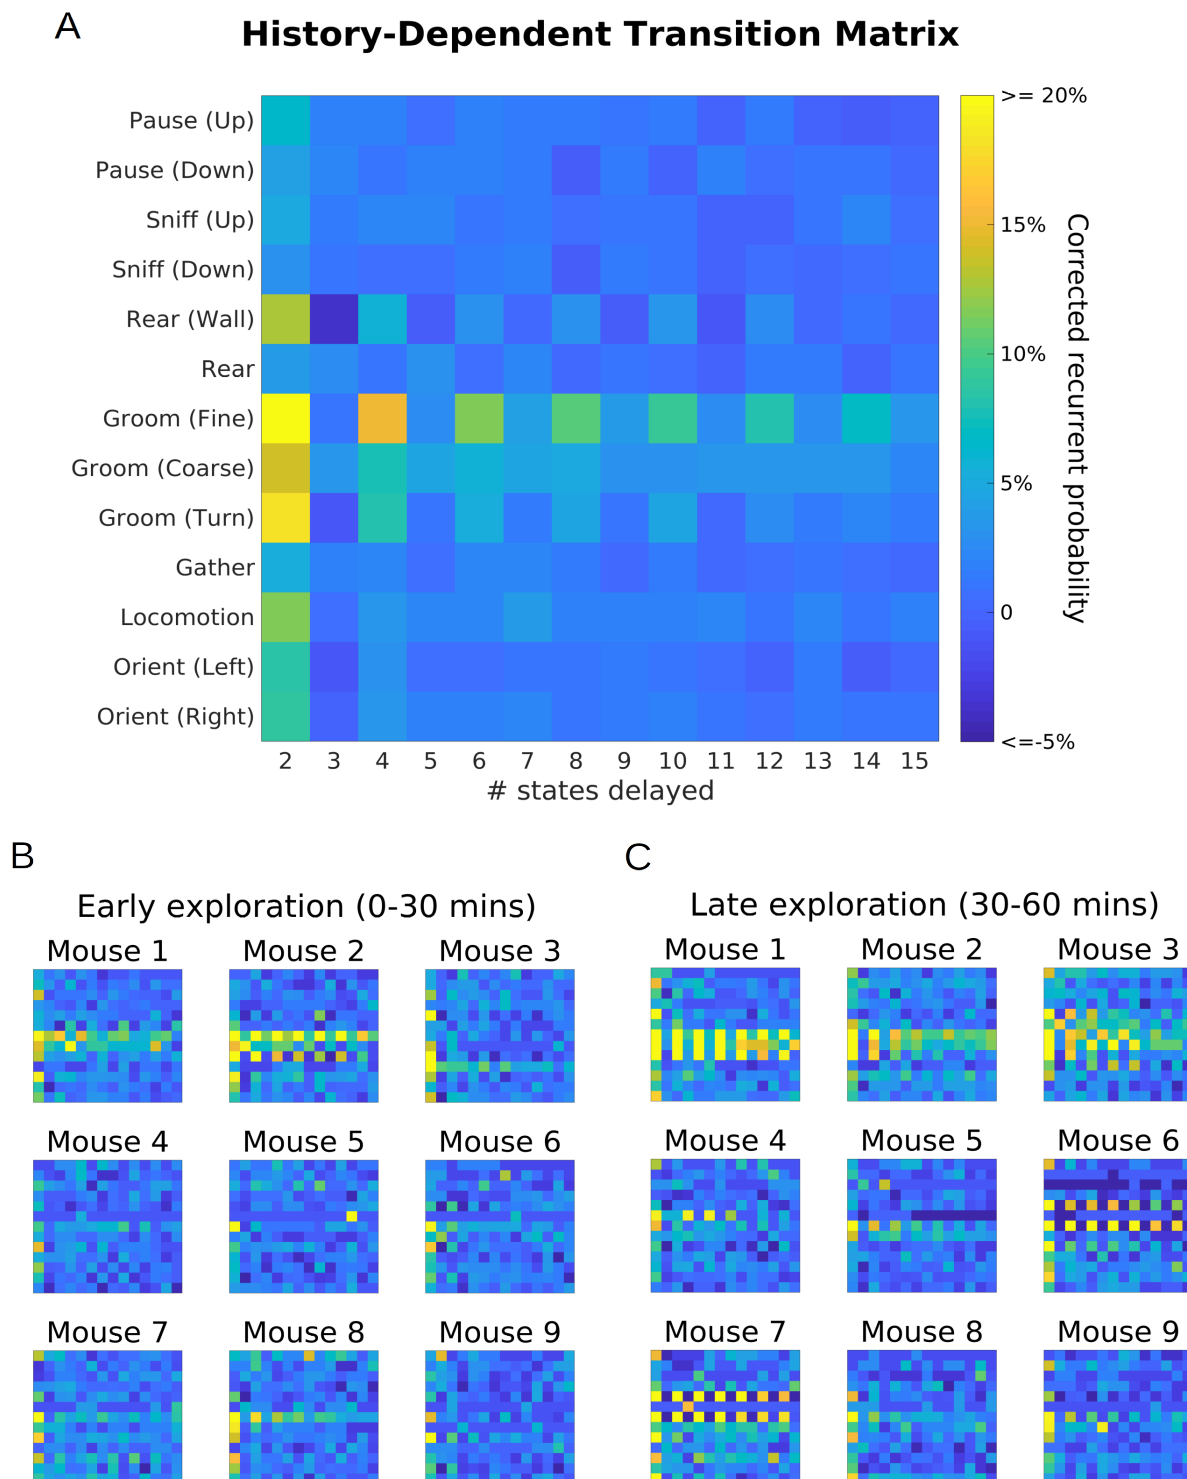 A
History-Dependent Transition Matrix
Pause (Up)
Pause (Down)
Sniff (Up)
Sniff (Down)
Rear (Wall)
Rear
Groom (Fine)
Groom (Coarse)
Groom (Turn)
Gather
Locomotion
Orient (Left)
Orient (Right)
2 3 4 5 6 7 8 9 10 11 12 13 14 15
# states delayed
>= 20%
15%
10%
5%
0
<=-5%
Corrected recurrent probability
B
Early exploration (0-30 mins)
Mouse 1 Mouse 2 Mouse 3
Mouse 4 Mouse 5 Mouse 6
Mouse 7 Mouse 8 Mouse 9
C
Late exploration (30-60 mins)
Mouse 1 Mouse 2 Mouse 3
Mouse 4 Mouse 5 Mouse 6
Mouse 7 Mouse 8 Mouse 9